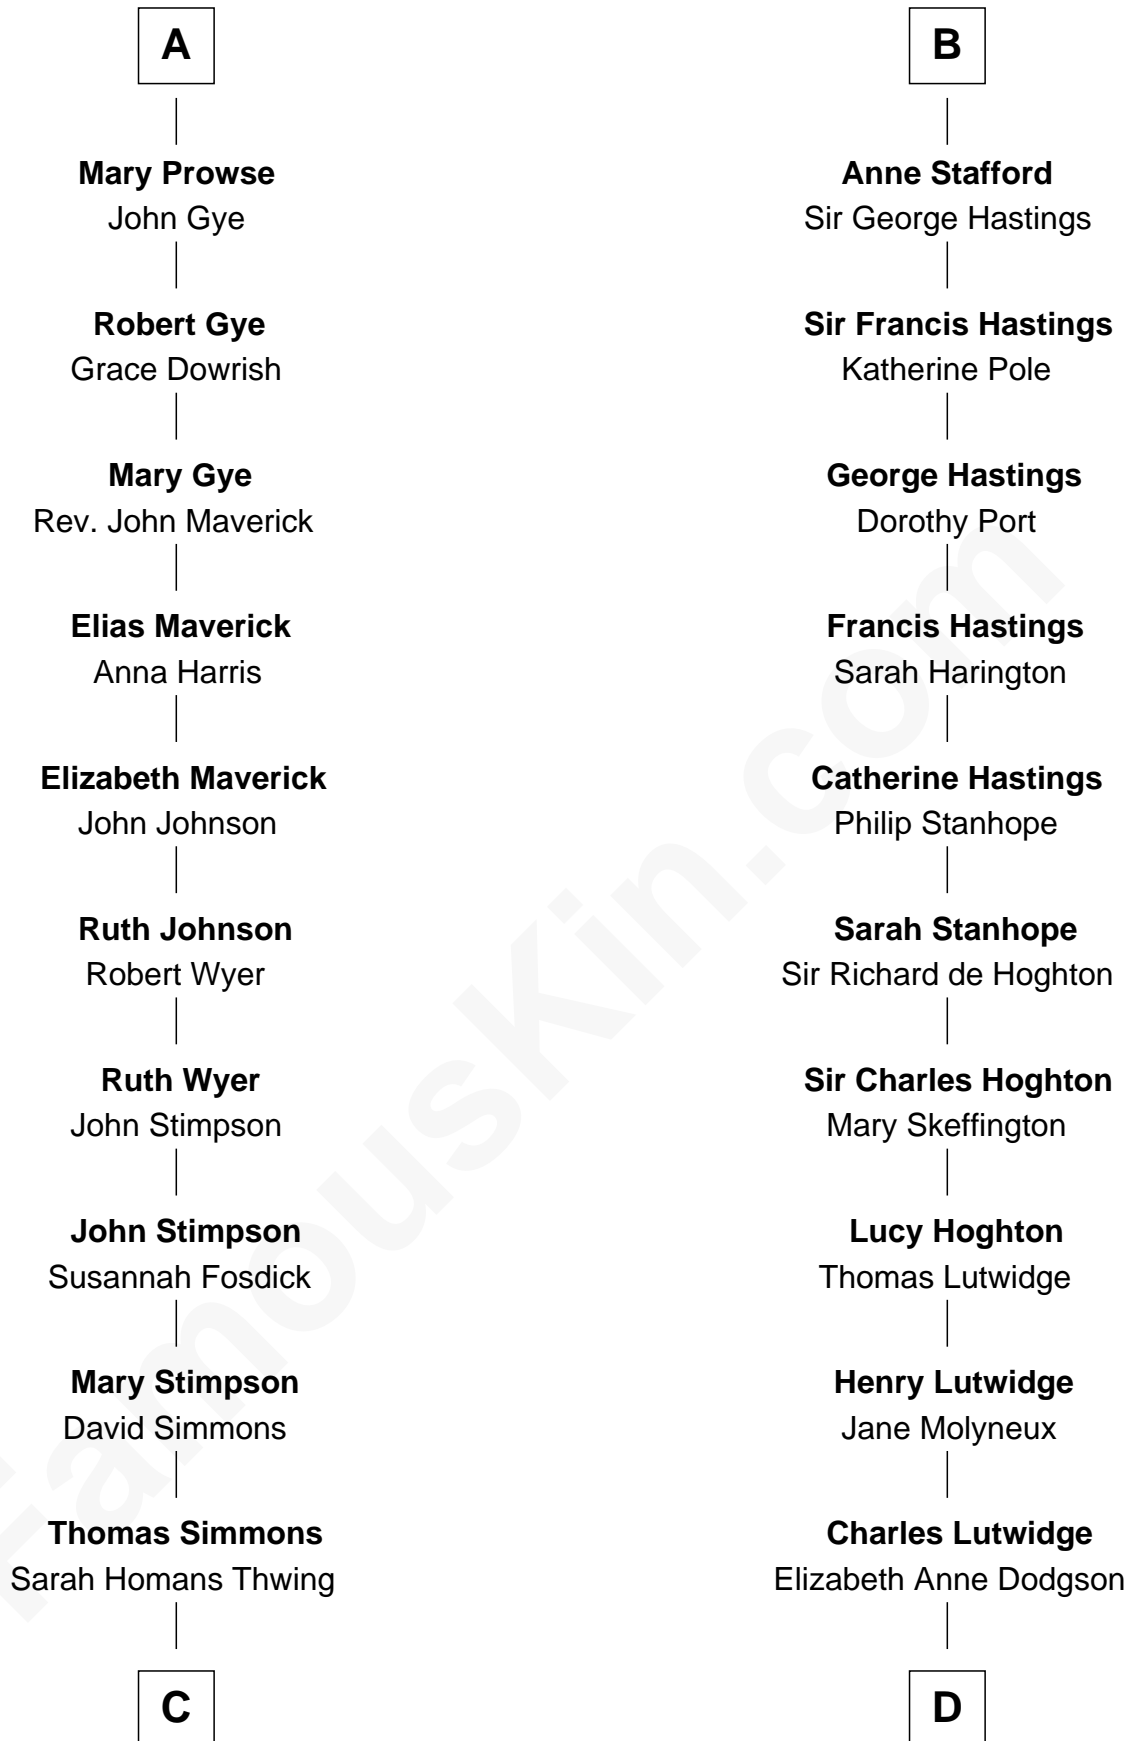 A
Mary Prowse
John Gye
Robert Gye
Grace Dowrish
Mary Gye
Rev. John Maverick
Elias Maverick
Anna Harris
Elizabeth Maverick
John Johnson
Ruth Johnson
Robert Wyer
Ruth Wyer
John Stimpson
John Stimpson
Susannah Fosdick
Mary Stimpson
David Simmons
Thomas Simmons
Sarah Homans Thwing
C
B
Anne Stafford
Sir George Hastings
Sir Francis Hastings
Katherine Pole
George Hastings
Dorothy Port
Francis Hastings
Sarah Harington
Catherine Hastings
Philip Stanhope
Sarah Stanhope
Sir Richard de Hoghton
Sir Charles Hoghton
Mary Skeffington
Lucy Hoghton
Thomas Lutwidge
Henry Lutwidge
Jane Molyneux
Charles Lutwidge
Elizabeth Anne Dodgson
D
FamousKin.com